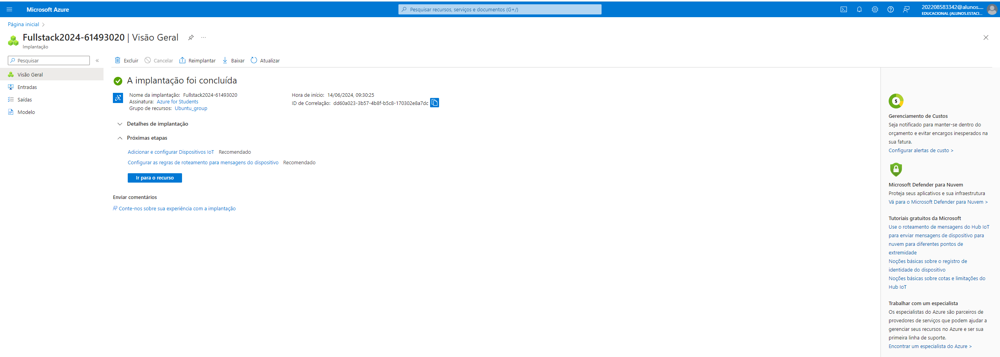 Microsoft Azure
Pesquisar recursos, serviços e documentos (G+/)
202208583342@alunos....
EDUCACIONAL (ALUNOS.ESTACI...
Página inicial >
Fullstack2024-61493020 | Visão Geral
Implantação
Pesquisar
Visão Geral
Entradas
Saídas
Modelo
Excluir
Cancelar
Reimplantar
Baixar
Atualizar
A implantação foi concluída
Nome da implantação: Fullstack2024-61493020
Assinatura: Azure for Students
Grupo de recursos: Ubuntu_group
Hora de início: 14/06/2024, 09:30:25
ID de Correlação: dd60a023-3b57-4b8f-b5c8-170302e8a7dc
Detalhes de implantação
Próximas etapas
Adicionar e configurar Dispositivos IoT Recomendado
Configurar as regras de roteamento para mensagens do dispositivo Recomendado
Ir para o recurso
Enviar comentários
Conte-nos sobre sua experiência com a implantação
Gerenciamento de Custos
Seja notificado para manter-se dentro do
orçamento e evitar encargos inesperados na
sua fatura.
Configurar alertas de custo >
Microsoft Defender para Nuvem
Proteja seus aplicativos e sua infraestrutura
Vá para o Microsoft Defender para Nuvem >
Tutoriais gratuitos da Microsoft
Use o roteamento de mensagens do Hub IoT
para enviar mensagens de dispositivo para
nuvem para diferentes pontos de
extremidade
Noções básicas sobre o registro de
identidade do dispositivo
Noções básicas sobre cotas e limitações do
Hub IoT
Trabalhar com um especialista
Os especialistas do Azure são parceiros de
provedores de serviços que podem ajudar a
gerenciar seus recursos no Azure e ser sua
primeira linha de suporte.
Encontrar um especialista do Azure >